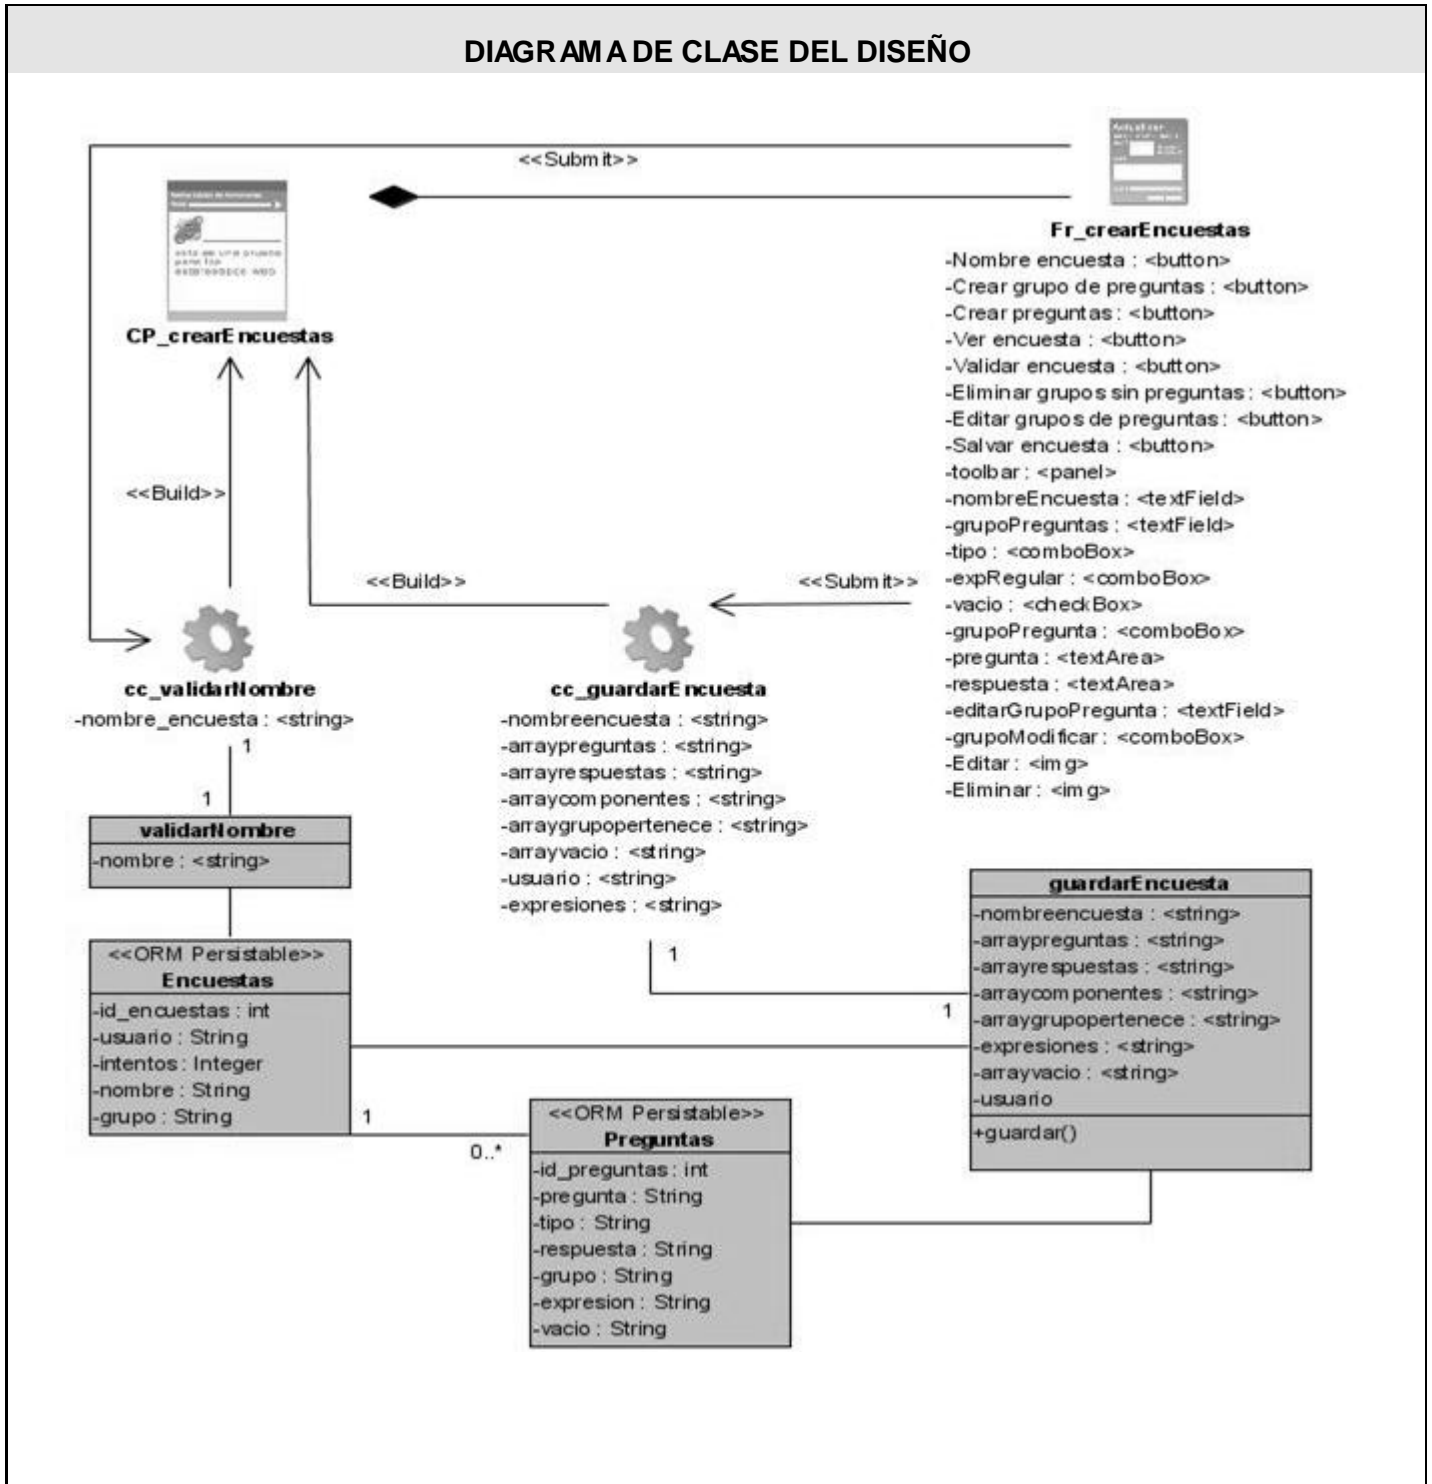 DIAGRAMA DE CLASE DEL DISEÑO
<<Submit>>
Actualizar
esto es una prueba
para los
CP_crearEncuestas
Fr_crearEncuestas
-Nombre encuesta : <button>
-Crear grupo de preguntas : <button>
-Crear preguntas : <button>
-Ver encuesta : <button>
-Validar encuesta : <button>
-Eliminar grupos sin preguntas : <button>
-Editar grupos de preguntas : <button>
-Salvar encuesta : <button>
-toolbar : <panel>
-nombreEncuesta : <textField>
-grupoPreguntas : <textField>
-tipo : <comboBox>
-expRegular : <comboBox>
-vacio : <checkBox>
-grupoPregunta : <comboBox>
-pregunta : <textArea>
-respuesta : <textArea>
-editarGrupoPregunta : <textField>
-grupoModificar : <comboBox>
-Editar : <img>
-Eliminar : <img>
<<Build>>
<<Build>>
<<Submit>>
cc_validarNombre
-nombre_encuesta : <string>
1
1
cc_guardarEncuesta
-nombreencuesta : <string>
-arraypreguntas : <string>
-arrayrespuestas : <string>
-arraycomponentes : <string>
-arraygrupopertenece : <string>
-arrayvacio : <string>
-usuario : <string>
-expresiones : <string>
1
1
validarNombre
-nombre : <string>
<<ORM Persistable>>
Encuestas
-id_encuestas : int
-usuario : String
-intentos : Integer
-nombre : String
-grupo : String
1
0..*
guardarEncuesta
-nombreencuesta : <string>
-arraypreguntas : <string>
-arrayrespuestas : <string>
-arraycomponentes : <string>
-arraygrupopertenece : <string>
-expresiones : <string>
-arrayvacio : <string>
-usuario
+guardar()
<<ORM Persistable>>
Preguntas
-id_preguntas : int
-pregunta : String
-tipo : String
-respuesta : String
-grupo : String
-expresion : String
-vacio : String